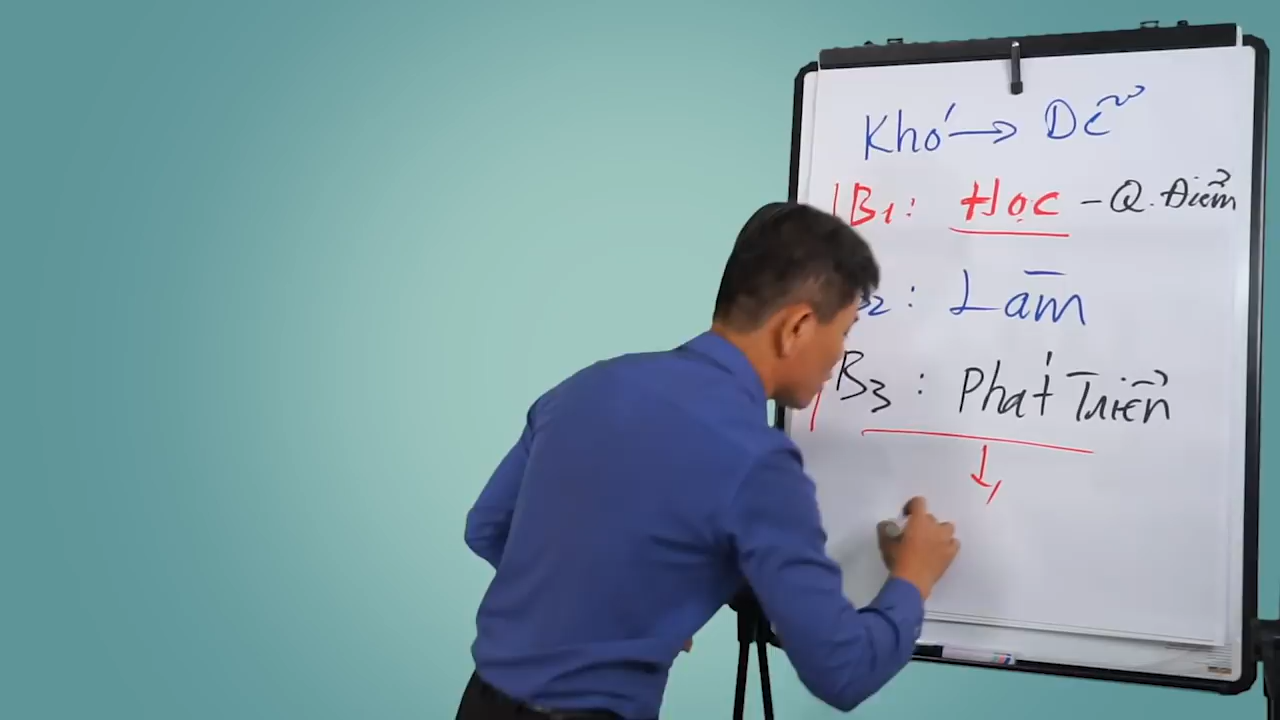 Khó → Dễ
B1: Học - Q. Điểm
B2: Làm
B3: Phát Triển